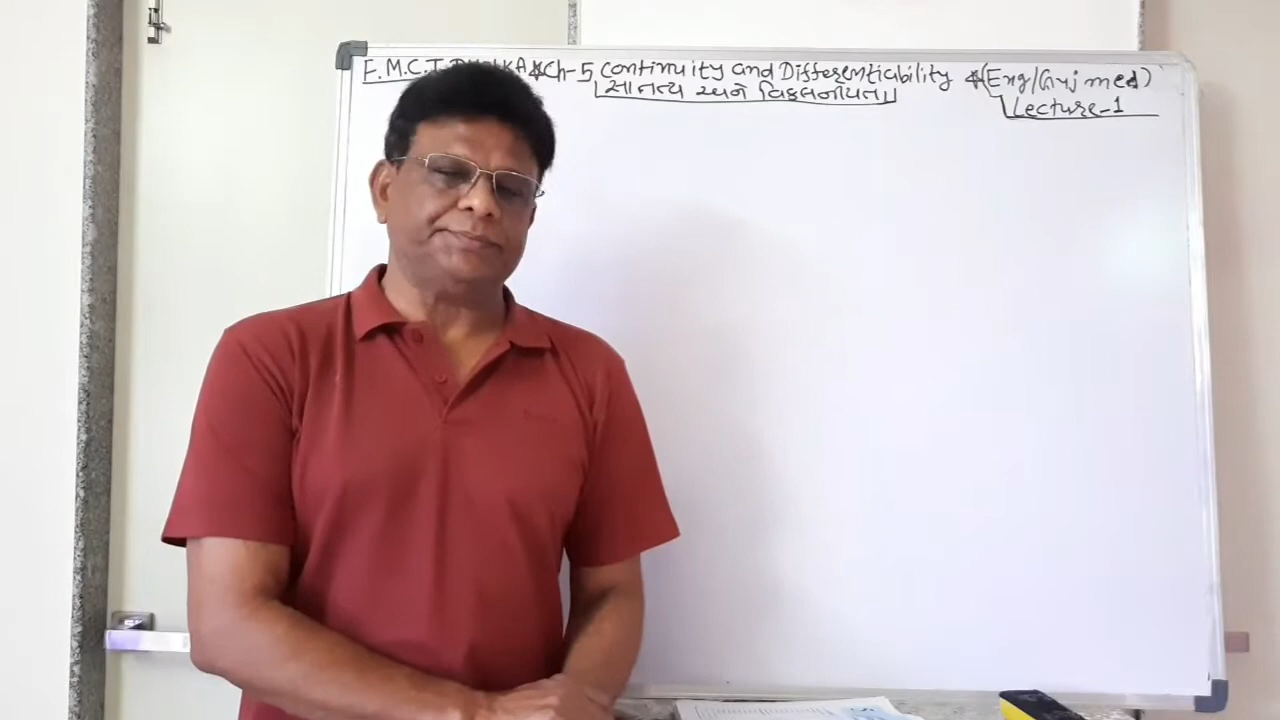 F.M.C.T. DHOLKA * Ch-5 Continuity and Differentiability * (Eng/Guj med)
સાતત્ય અને વિકલનીયતા
Lecture-1